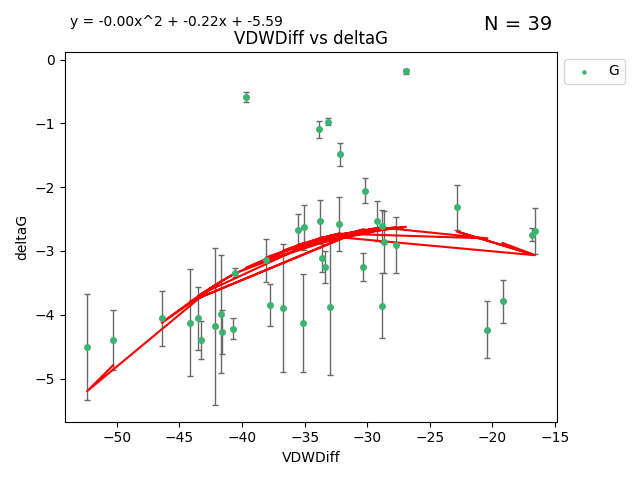 y = -0.00x^2 + -0.22x + -5.59
N = 39
VDWDiff vs deltaG
G
0
−1
−2
−3
−4
−5
deltaG
−50 −45 −40 −35 −30 −25 −20 −15
VDWDiff